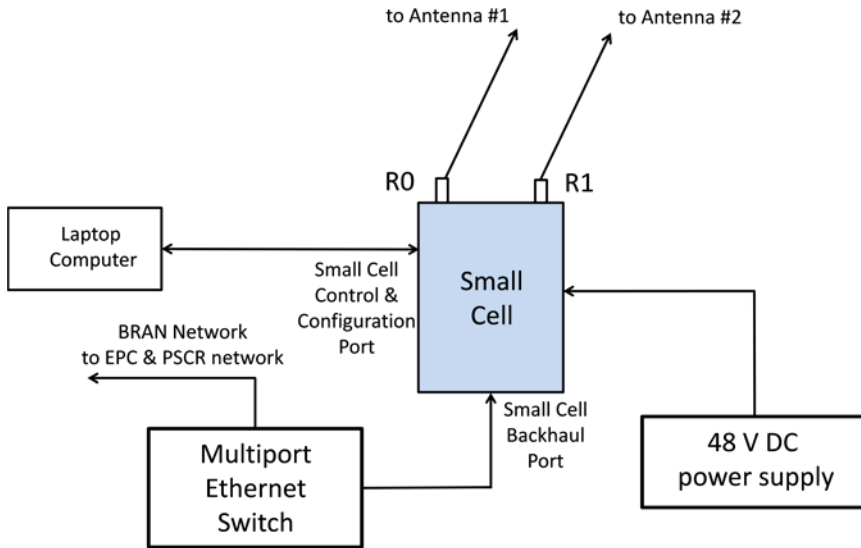 to Antenna #1
to Antenna #2
R0
R1
Laptop
Computer
Small Cell
Control &
Configuration
Port
Small
Cell
BRAN Network
to EPC & PSCR network
Small Cell
Backhaul
Port
Multiport
Ethernet
Switch
48 V DC
power supply